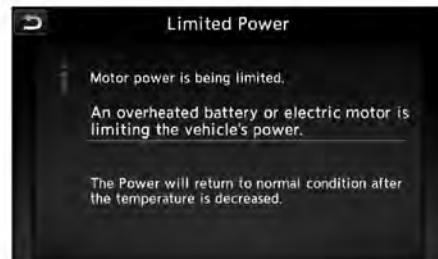 Limited Power
Motor power is being limited.
An overheated battery or electric motor is
limiting the vehicle's power.
The Power will return to normal condition after
the temperature is decreased.